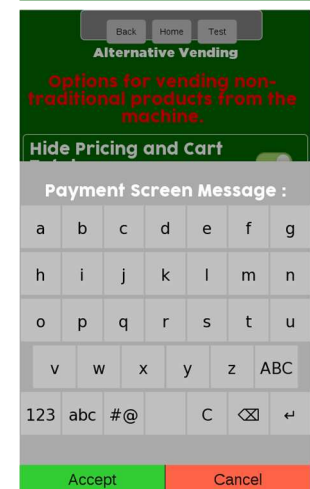 Back Home Test
Alternative Vending
Options for vending non-
traditional products from the
machine.
Hide Pricing and Cart
Payment Screen Message :
a b c d e f g
h i j k l m n
o p q r s t u
v w x y z ABC
123 abc #@ C ⌫ ↵
Accept Cancel